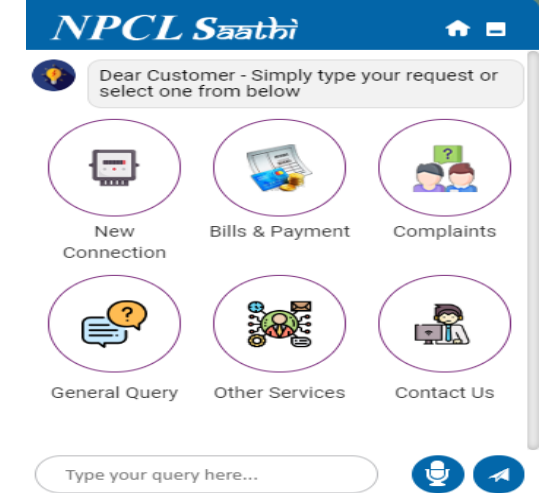 NPCL Saathi
Dear Customer - Simply type your request or
select one from below
?
New
Connection
Bills & Payment
Complaints
?
General Query
Other Services
Contact Us
Type your query here...